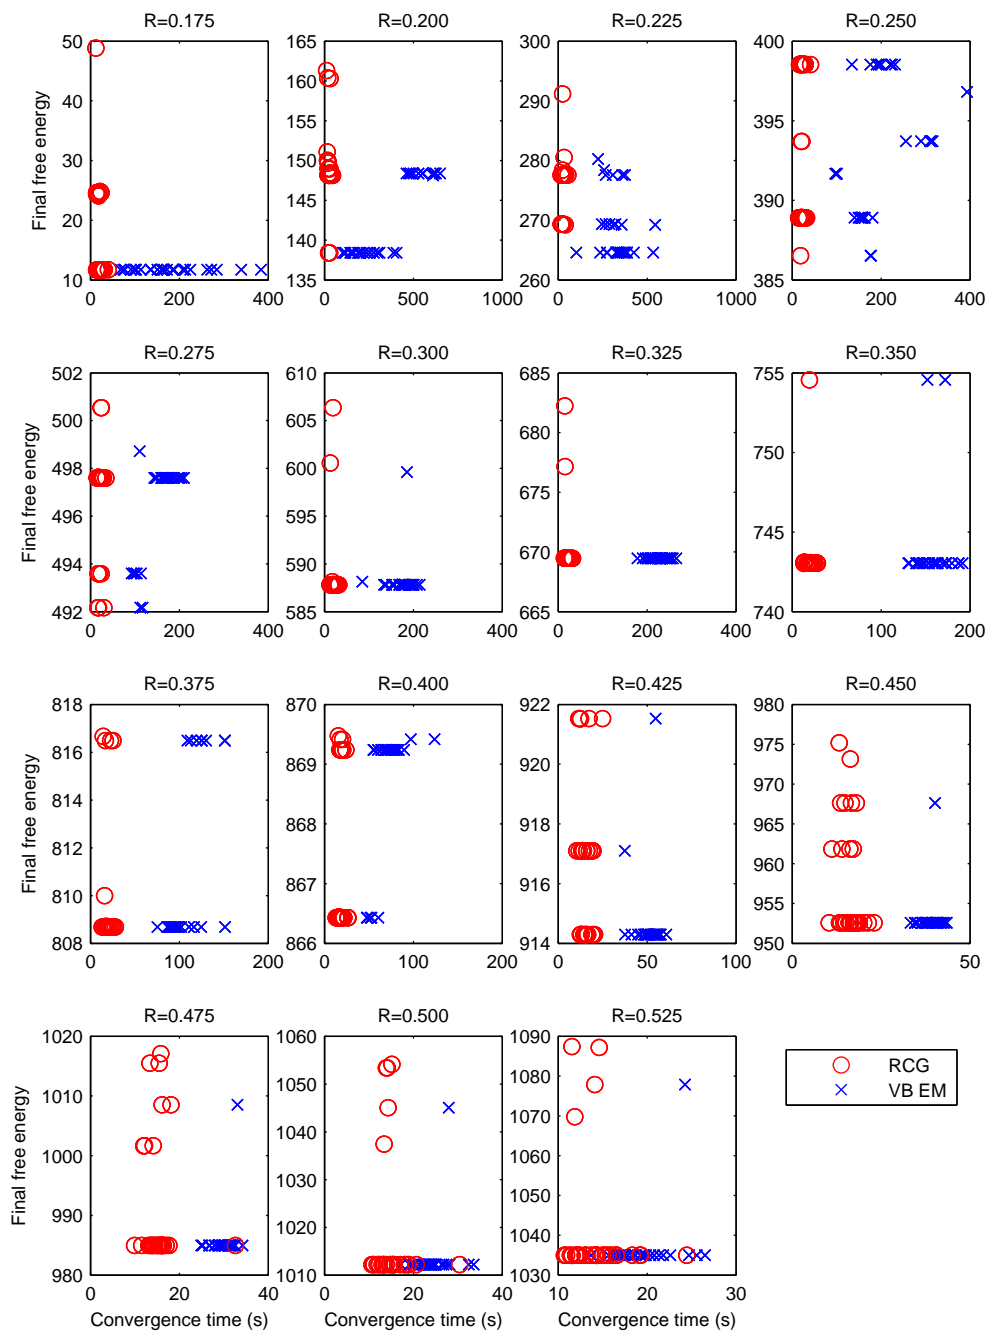 R=0.175 R=0.200 R=0.225 R=0.250
50 165 300 400
160 295
40 155 290 395
30 150 285
280
145 275
20 140 270 390
265
10 135 260 385
0 200 400 0 500 1000 0 500 1000 0 200 400
Final free energy
R=0.275 R=0.300 R=0.325 R=0.350
502 610 685 755
500 605 680
498 600 675 750
496 595
494 590 670 745
492 585 665 740
0 200 400 0 200 400 0 200 400 0 100 200
Final free energy
R=0.375 R=0.400 R=0.425 R=0.450
818 870 922 980
816 869 920 975
814 868 918 970
965
812 867 916 960
810 955
808 866 914 950
0 100 200 0 100 200 0 50 100 0 50
Final free energy
R=0.475 R=0.500 R=0.525
1020 1060 1090
1010 1050 1080
1000 1040 1070
1060
990 1030 1050
1020 1040
980 1010 1030
0 20 40 0 20 40 10 20 30
Final free energy
Convergence time (s) Convergence time (s) Convergence time (s)
RCG
VB EM